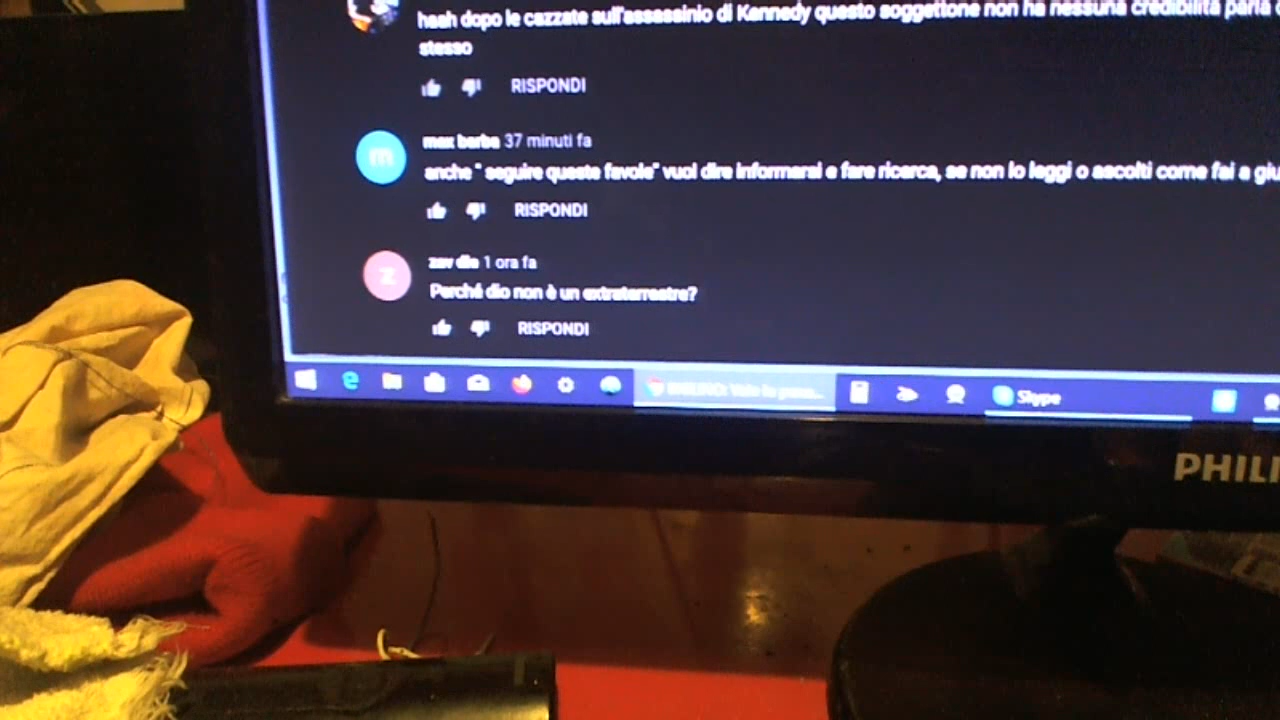 haah dopo le cazzate sull'assassinio di Kennedy questo soggettone non ha nessuna credibilità parla
stesso
RISPONDI
m
max barba 37 minuti fa
anche " seguire queste favole" vuol dire informarsi e fare ricerca, se non lo leggi o ascolti come fai a giu
RISPONDI
z
zav dia 1 ora fa
Perché dio non è un extraterrestre?
RISPONDI
Skype
PHILI